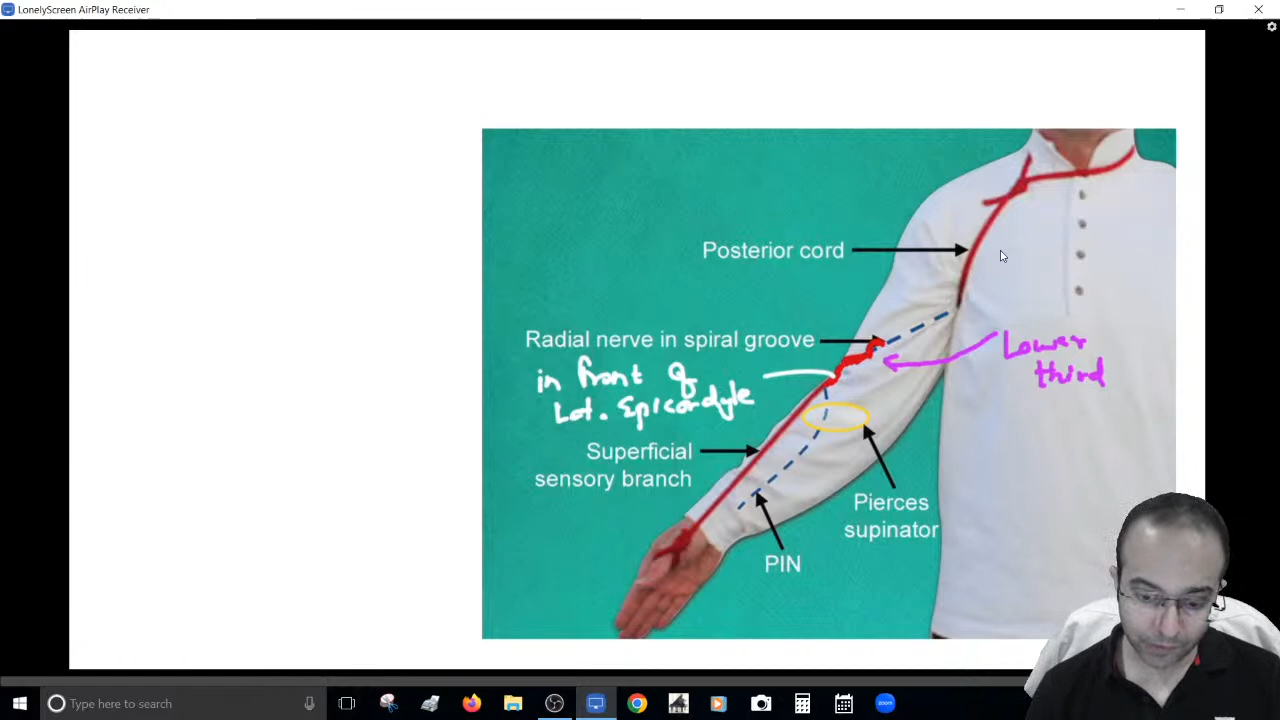 LonelyScreen AirPlay Receiver
Posterior cord
Radial nerve in spiral groove
in front of
Lat. Epicondyle
Lower
third
Superficial
sensory branch
Pierces
supinator
PIN
Type here to search
zoom